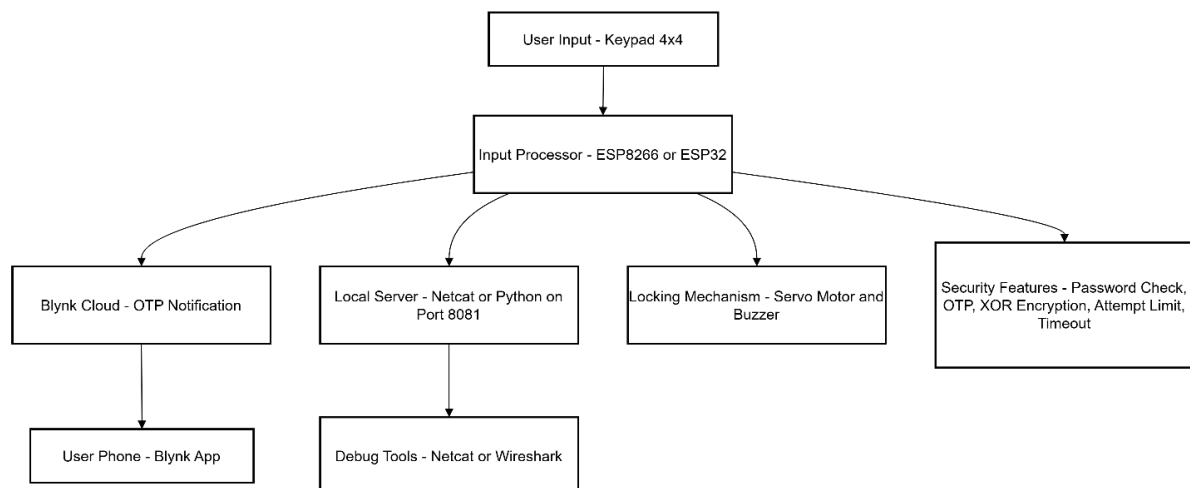 User Input - Keypad 4x4
Input Processor - ESP8266 or ESP32
Blynk Cloud - OTP Notification
Local Server - Netcat or Python on
Port 8081
Locking Mechanism - Servo Motor and
Buzzer
Security Features - Password Check,
OTP, XOR Encryption, Attempt Limit,
Timeout
User Phone - Blynk App
Debug Tools - Netcat or Wireshark